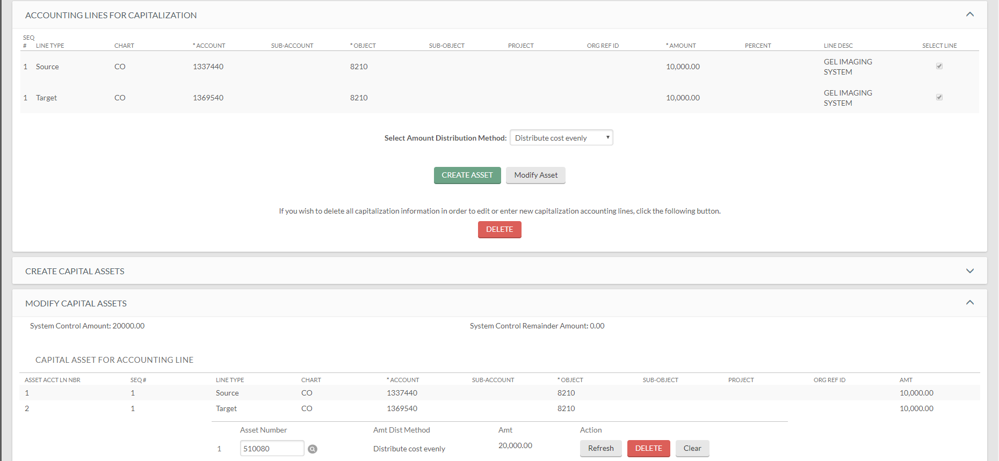 ACCOUNTING LINES FOR CAPITALIZATION
SEQ
# LINE TYPE CHART * ACCOUNT SUB-ACCOUNT * OBJECT SUB-OBJECT PROJECT ORG REF ID * AMOUNT PERCENT LINE DESC SELECT LINE
1 Source CO 1337440 8210 10,000.00 GEL IMAGING
SYSTEM
1 Target CO 1369540 8210 10,000.00 GEL IMAGING
SYSTEM
Select Amount Distribution Method: Distribute cost evenly
CREATE ASSET Modify Asset
If you wish to delete all capitalization information in order to edit or enter new capitalization accounting lines, click the following button.
DELETE
CREATE CAPITAL ASSETS
MODIFY CAPITAL ASSETS
System Control Amount: 20000.00 System Control Remainder Amount: 0.00
CAPITAL ASSET FOR ACCOUNTING LINE
ASSET ACCT LN NBR SEQ # LINE TYPE CHART * ACCOUNT SUB-ACCOUNT * OBJECT SUB-OBJECT PROJECT ORG REF ID AMT
1 1 Source CO 1337440 8210 10,000.00
2 1 Target CO 1369540 8210 10,000.00
Asset Number Amt Dist Method Amt Action
1 510080 Distribute cost evenly 20,000.00 Refresh DELETE Clear